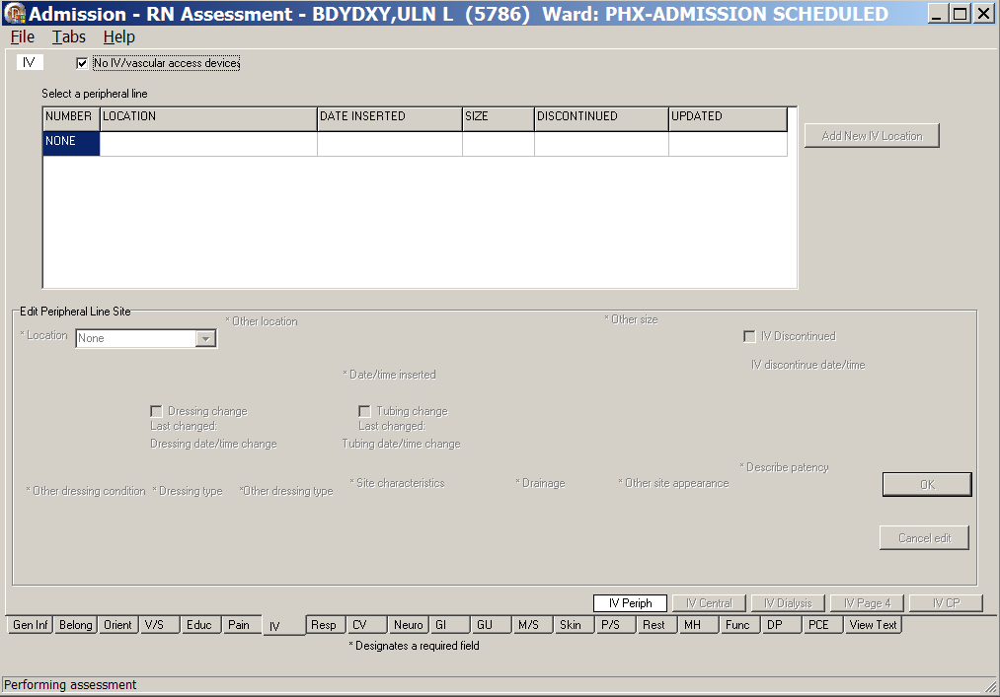 Admission - RN Assessment - BDYDXY,ULN L (5786) Ward: PHX-ADMISSION SCHEDULED
File Tabs Help
IV No IV/vascular access devices
Select a peripheral line
NUMBER LOCATION DATE INSERTED SIZE DISCONTINUED UPDATED
NONE
Add New IV Location
Edit Peripheral Line Site
* Location None * Other location * Other size
IV Discontinued
IV discontinue date/time
* Date/time inserted
Dressing change Tubing change
Last changed: Last changed:
Dressing date/time change Tubing date/time change
* Describe patency
* Other dressing condition * Dressing type *Other dressing type * Site characteristics * Drainage * Other site appearance
OK
Cancel edit
IV Periph IV Central IV Dialysis IV Page 4 IV CP
Gen Inf Belong Orient V/S Educ Pain IV Resp CV Neuro GI GU M/S Skin P/S Rest MH Func DP PCE View Text
* Designates a required field
Performing assessment